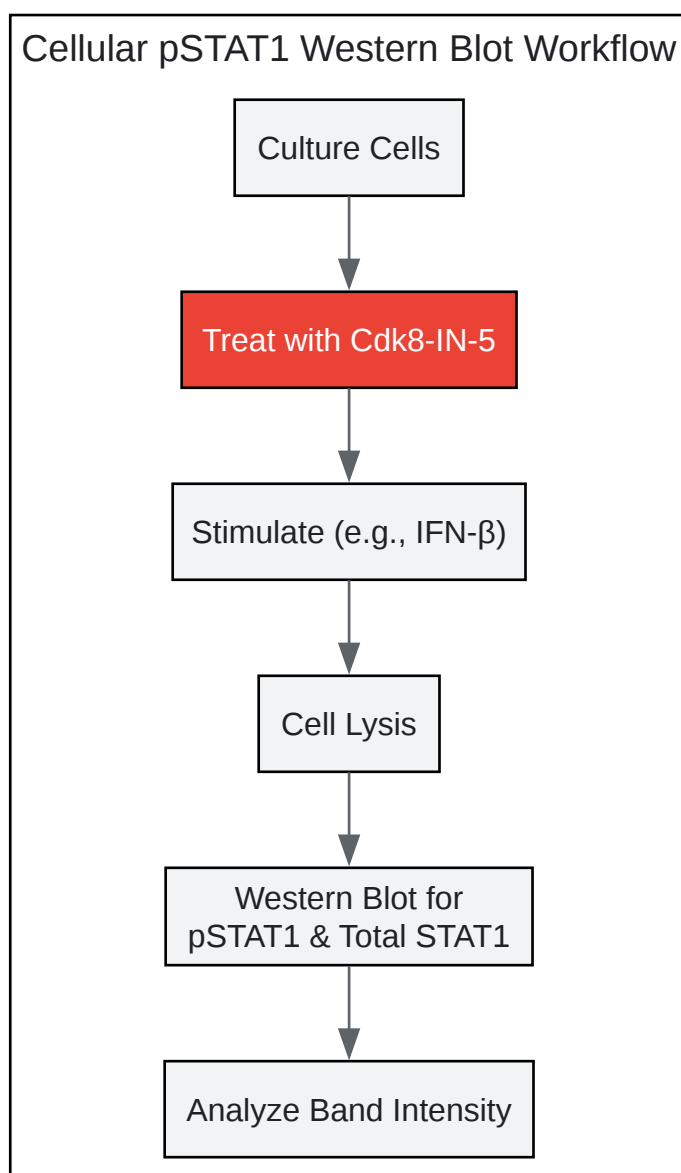 Cellular pSTAT1 Western Blot Workflow
Culture Cells
Treat with Cdk8-IN-5
Stimulate (e.g., IFN-β)
Cell Lysis
Western Blot for
pSTAT1 & Total STAT1
Analyze Band Intensity